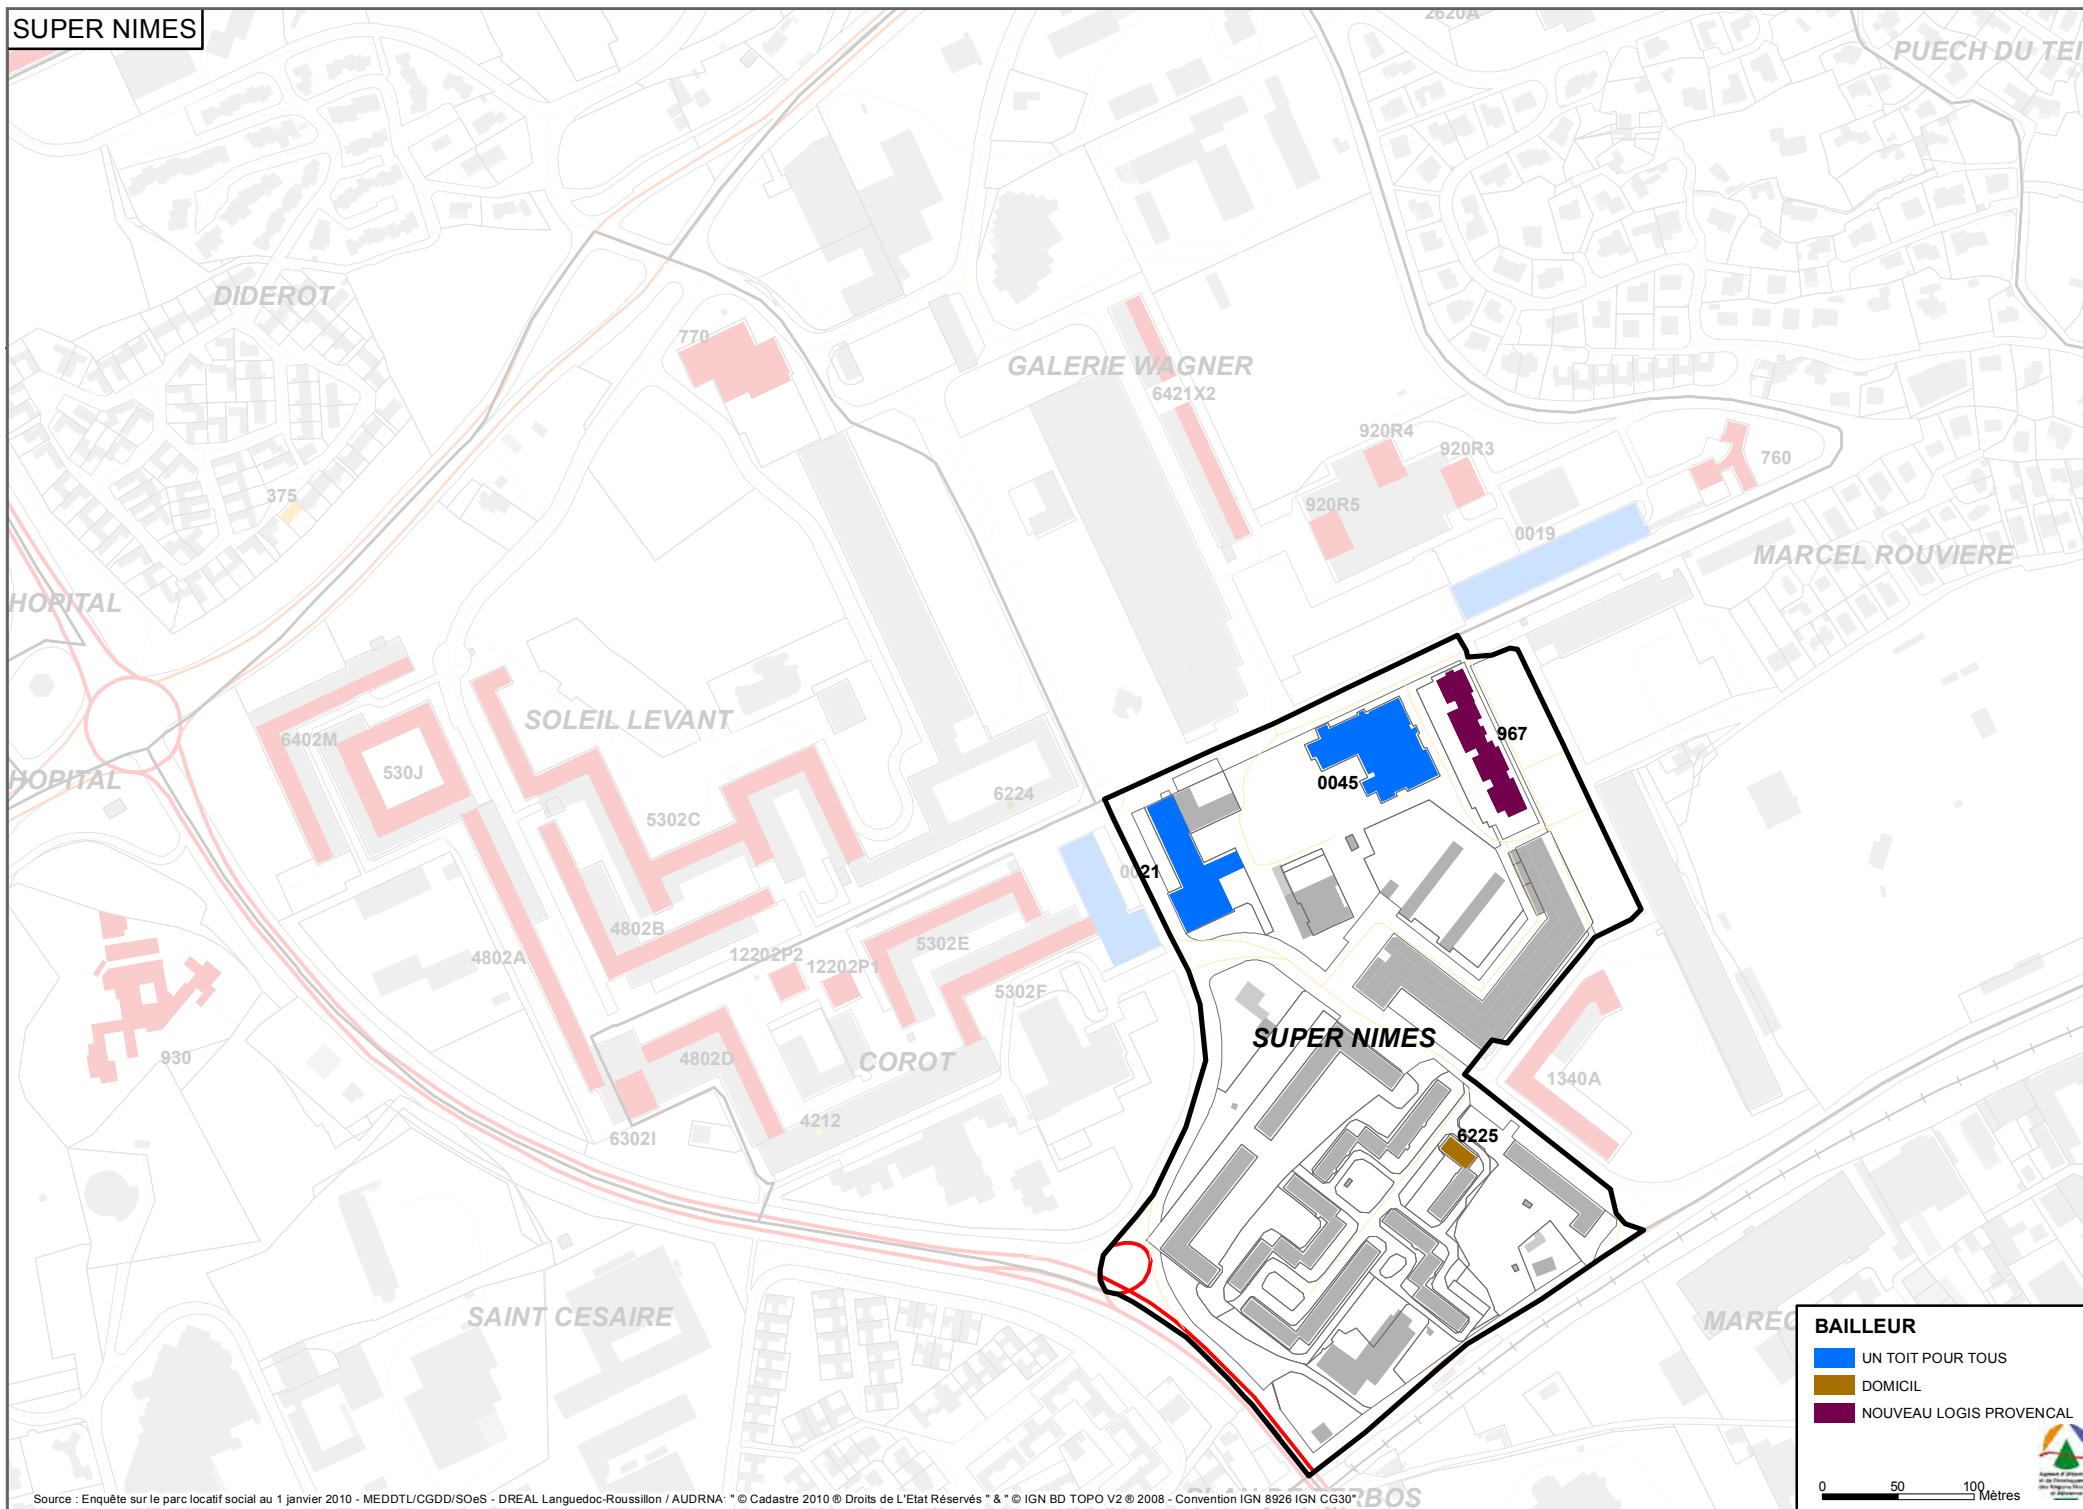 SUPER NIMES
2620A
PUECH DU TEI
DIDEROT
770
GALERIE WAGNER
6421X2
920R4
920R3
760
375
920R5
0019
MARCEL ROUVIERE
HOPITAL
SOLEIL LEVANT
6402M
967
530J
HOPITAL
0045
6224
5302C
0021
4802B
5302E
4802A
12202P2
12202P1
5302F
SUPER NIMES
930
4802D
COROT
1340A
4212
6302I
6225
SAINT CESAIRE
MAREC
BAILLEUR
UN TOIT POUR TOUS
DOMICIL
NOUVEAU LOGIS PROVENCAL
0 50 100
Mètres
Source : Enquête sur le parc locatif social au 1 janvier 2010 - MEDDTL/CGDD/SOeS - DREAL Languedoc-Roussillon / AUDRNA: " © Cadastre 2010 ® Droits de L'Etat Réservés " & " © IGN BD TOPO V2 ® 2008 - Convention IGN 8926 IGN CG30"